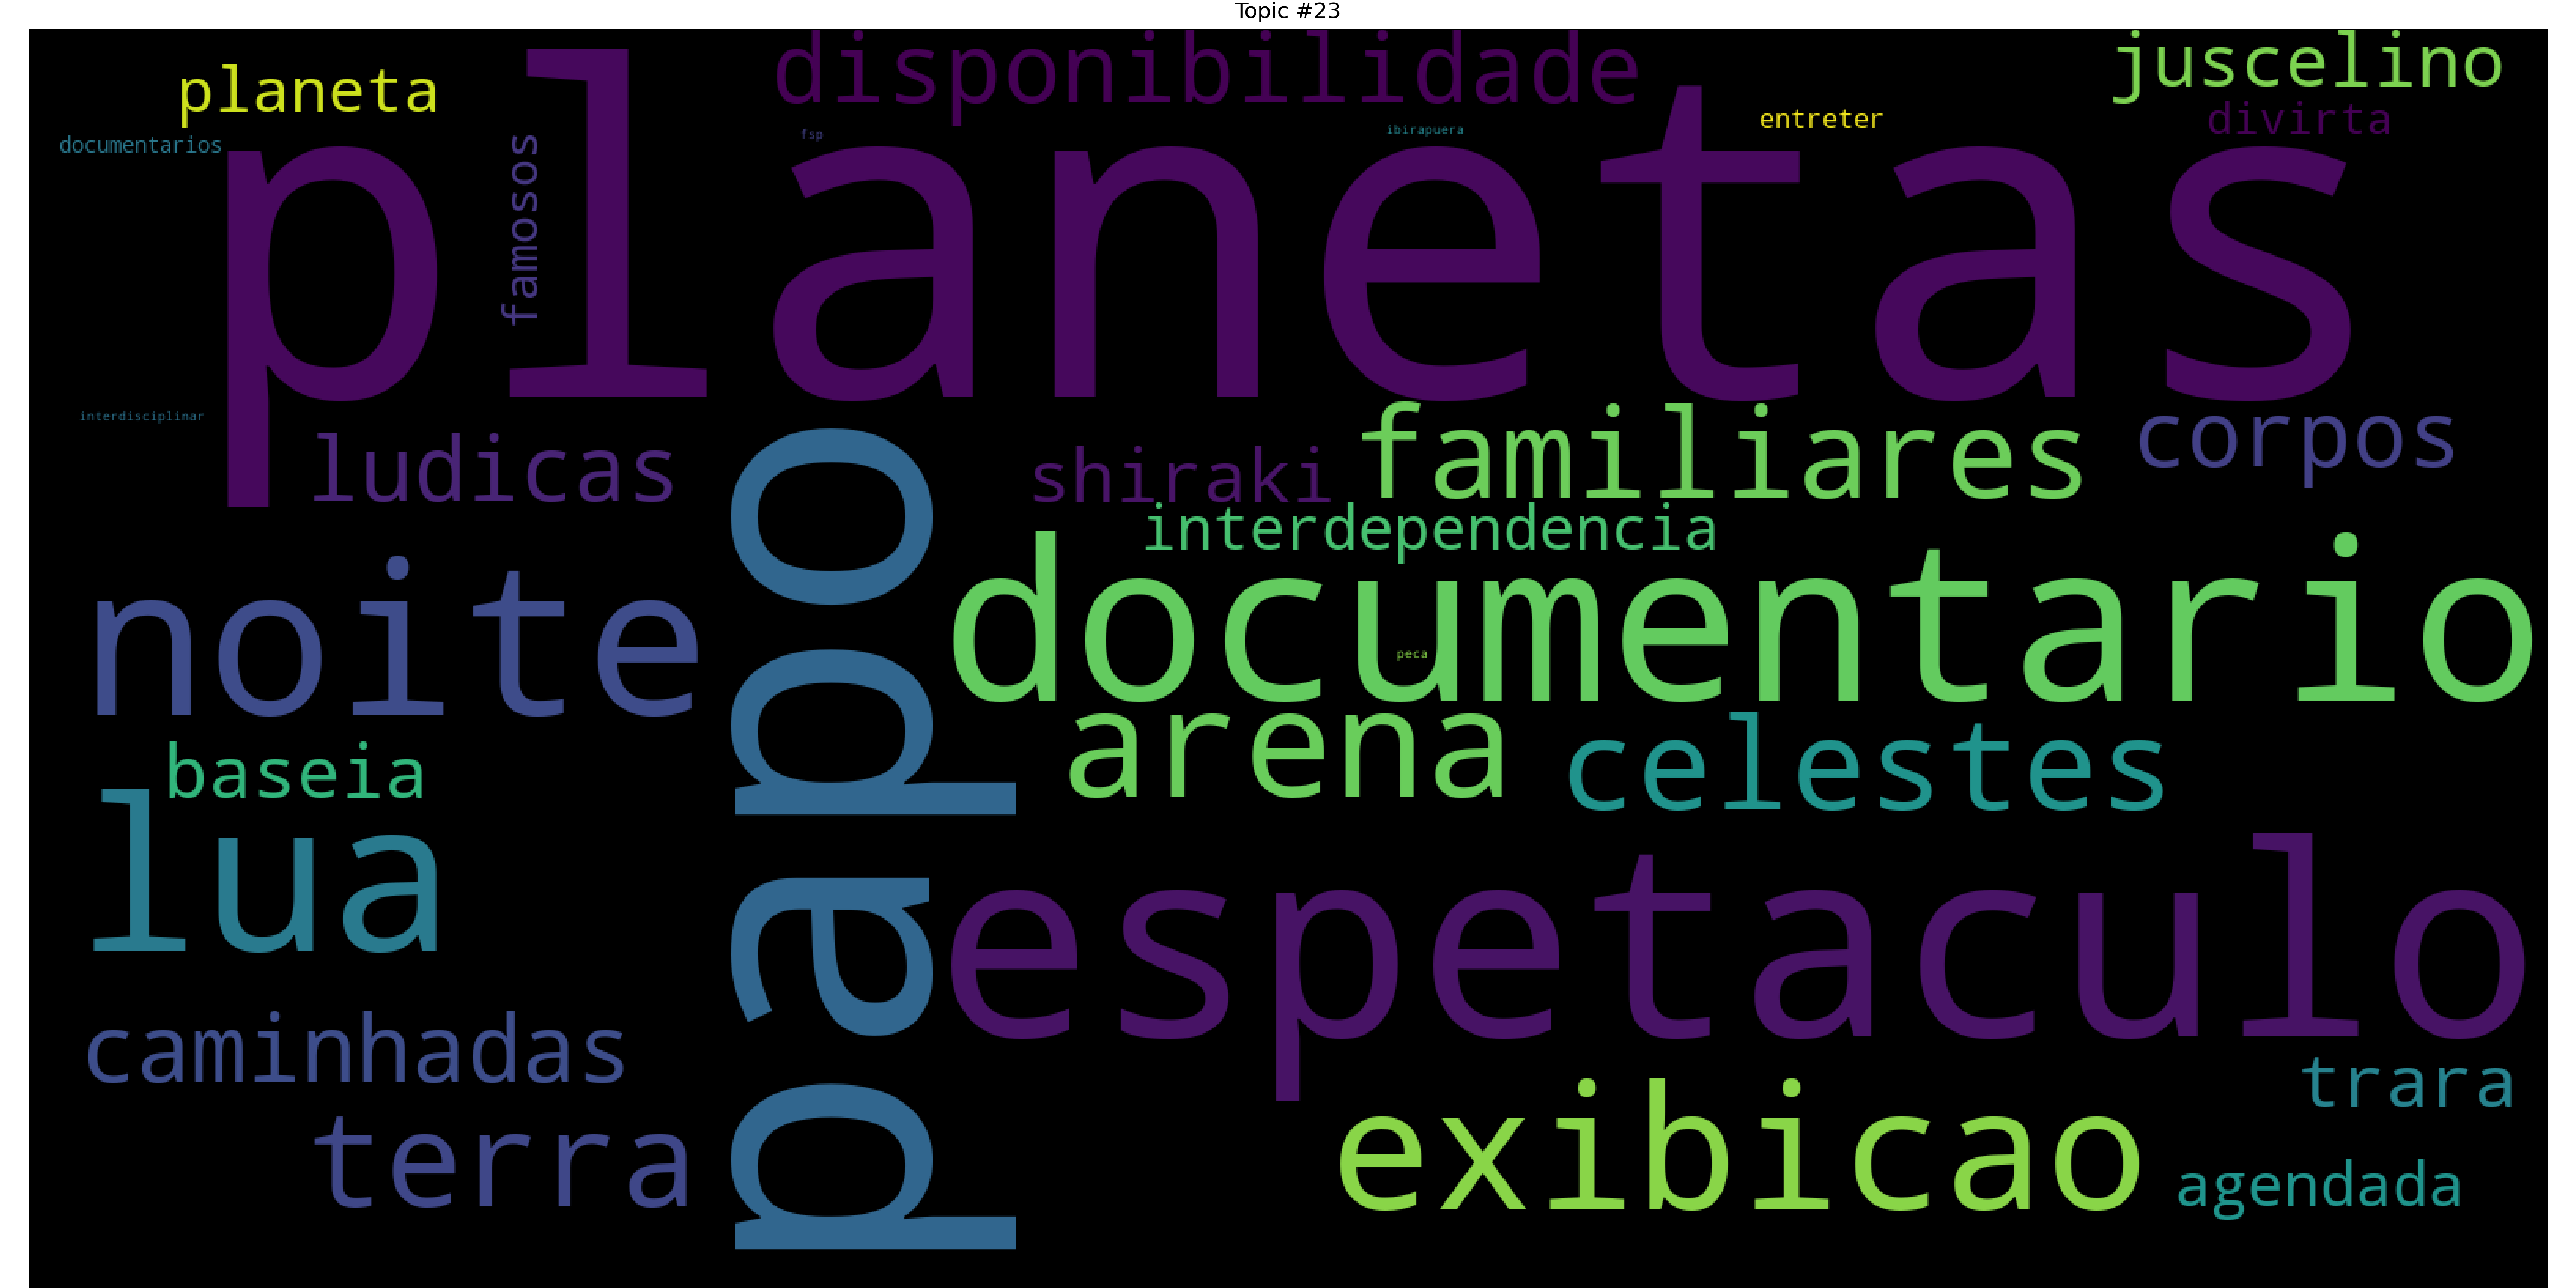 Topic #23
disponibilidade
juscelino
planeta
divirta
entreter
documentarios
famosos
fsp
ibirapuera
planetas
interdisciplinar
ludicas
shiraki
familiares
corpos
interdependencia
noite
papo
documentario
peca
baseia
arena
celestes
lua
espetaculo
caminhadas
trara
terra
exibicao
agendada